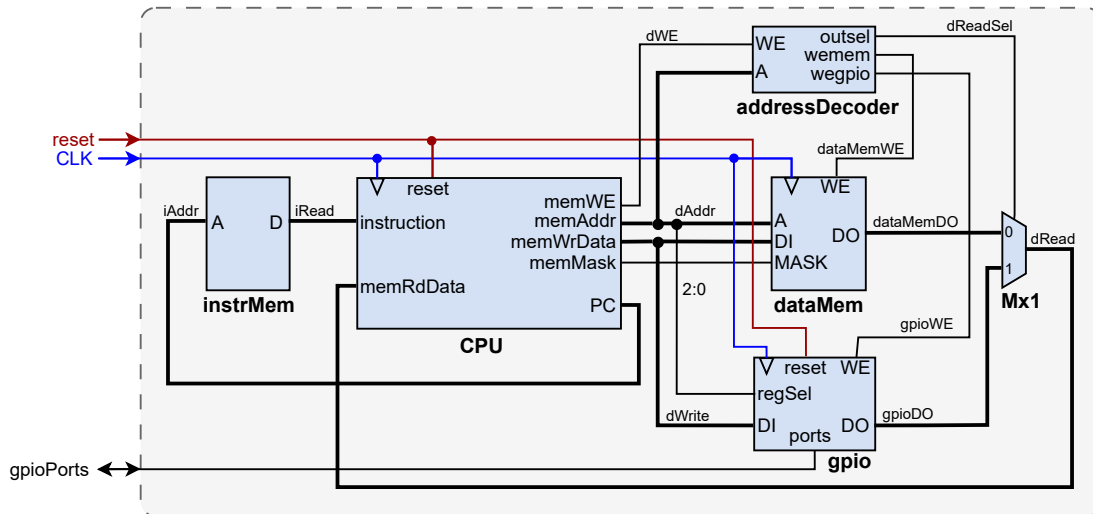 dWE
WE
A
outsel
wemem
wegpio
addressDecoder
dReadSel
reset
CLK
iAddr
A
D
iRead
instrMem
reset
instruction
memRdData
memWE
memAddr
memWrData
memMask
PC
CPU
dAddr
2:0
dataMemWE
WE
A
DI
MASK
DO
dataMem
dataMemDO
0
1
Mx1
dRead
gpioWE
reset
WE
regSel
DI
DO
ports
gpio
dWrite
gpioDO
gpioPorts